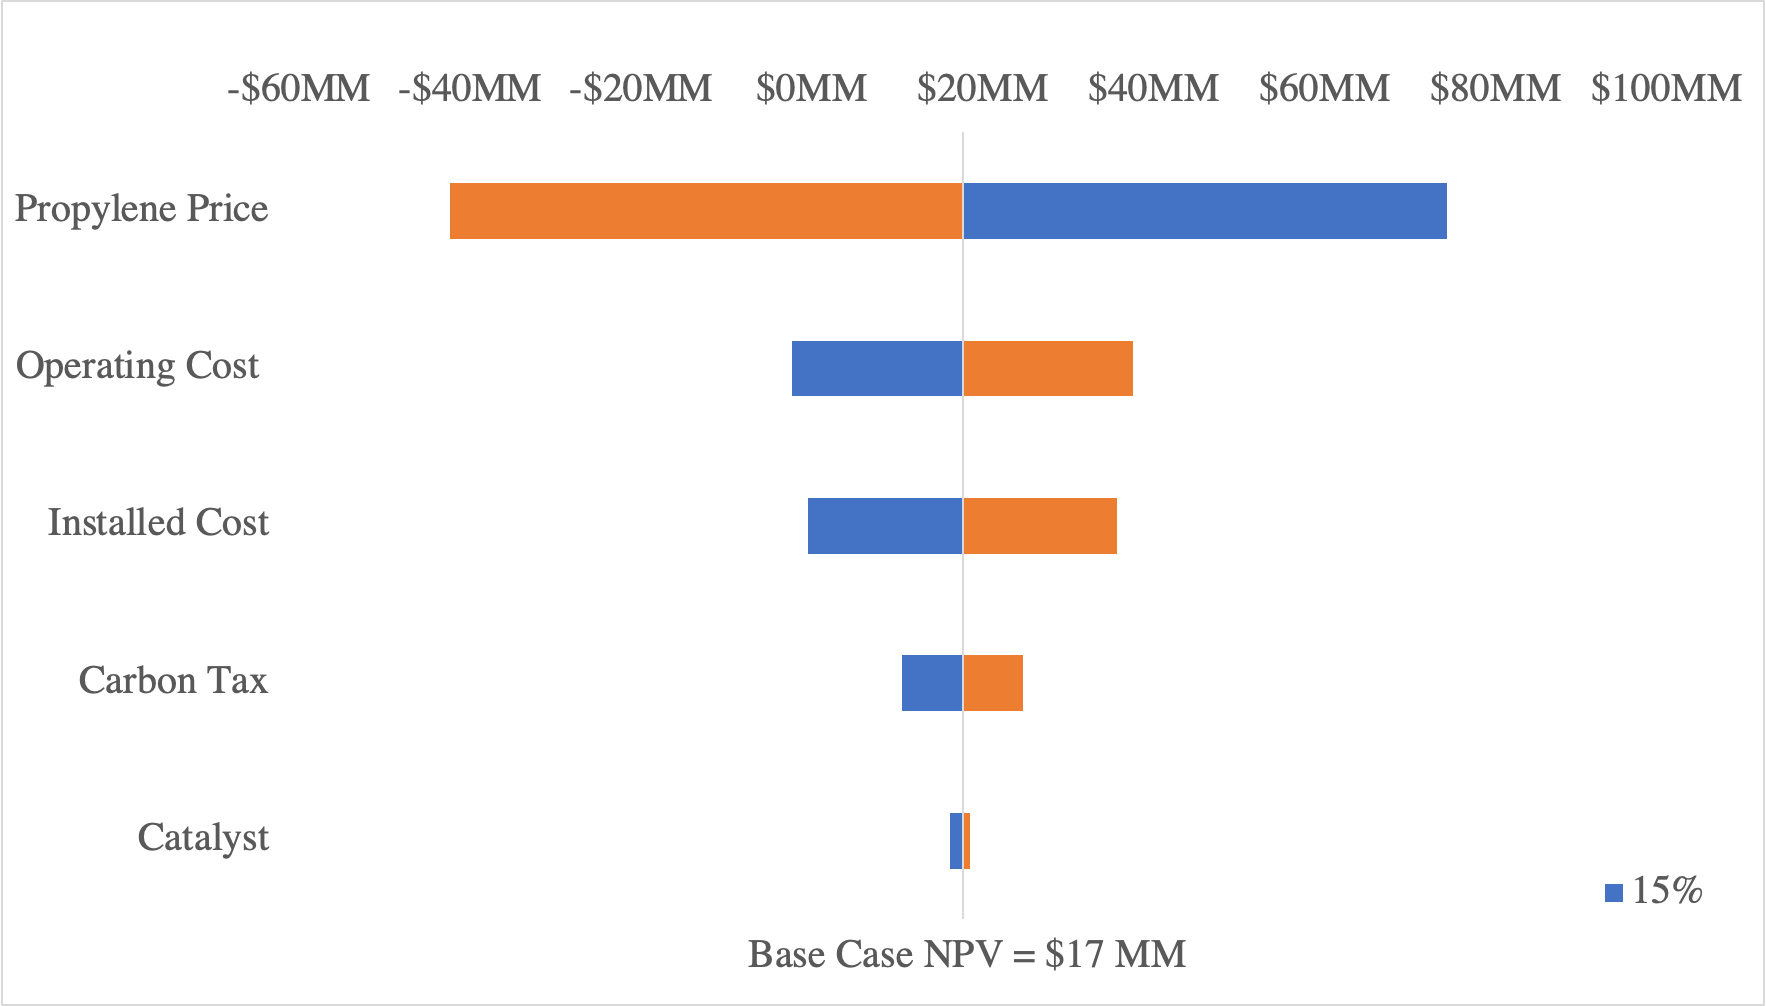 -$60MM -$40MM -$20MM $0MM $20MM $40MM $60MM $80MM $100MM
Propylene Price
Operating Cost
Installed Cost
Carbon Tax
Catalyst
15%
Base Case NPV = $17 MM